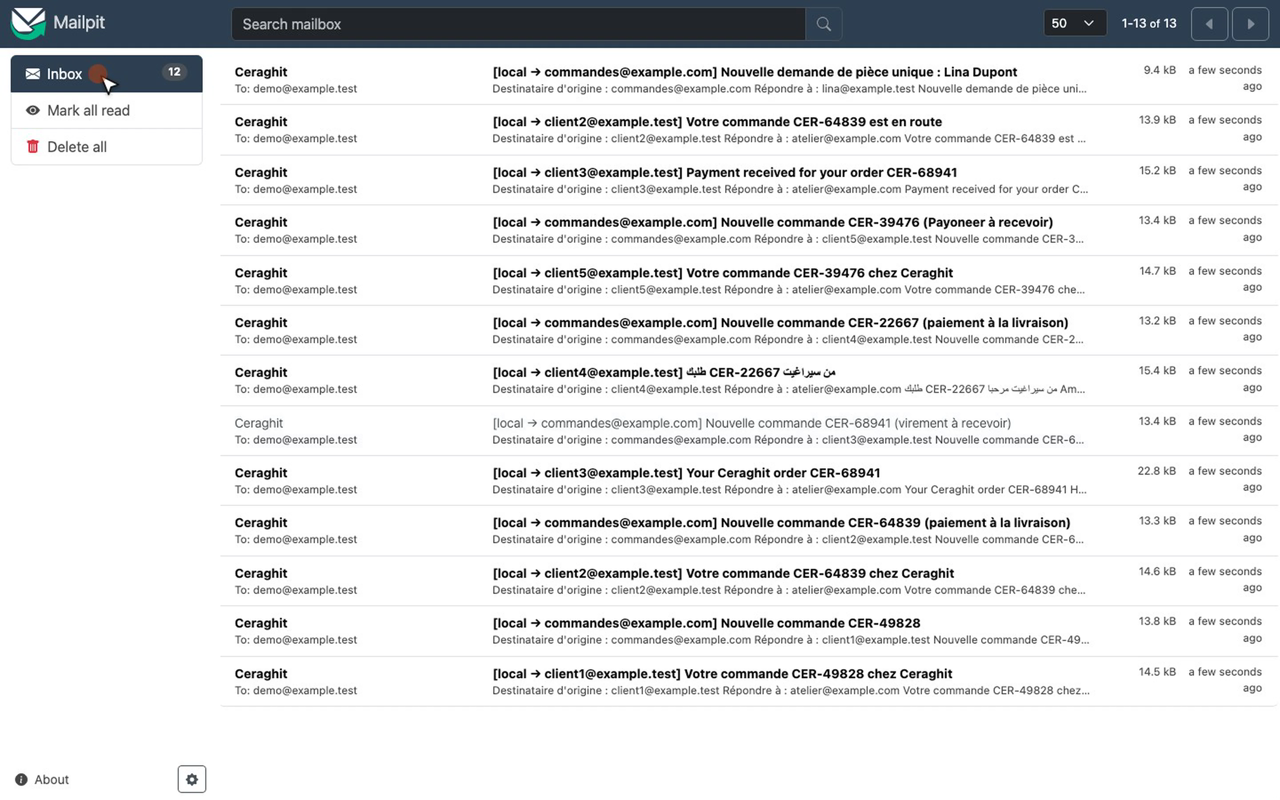 Mailpit
Search mailbox
50
1-13 of 13
Inbox 12
Mark all read
Delete all
Ceraghit [local → commandes@example.com] Nouvelle demande de pièce unique : Lina Dupont 9.4 kB a few seconds ago
To: demo@example.test Destinataire d'origine : commandes@example.com Répondre à : lina@example.test Nouvelle demande de pièce uni...
Ceraghit [local → client2@example.test] Votre commande CER-64839 est en route 13.9 kB a few seconds ago
To: demo@example.test Destinataire d'origine : client2@example.test Répondre à : atelier@example.com Votre commande CER-64839 est ...
Ceraghit [local → client3@example.test] Payment received for your order CER-68941 15.2 kB a few seconds ago
To: demo@example.test Destinataire d'origine : client3@example.test Répondre à : atelier@example.com Payment received for your order C...
Ceraghit [local → commandes@example.com] Nouvelle commande CER-39476 (Payoneer à recevoir) 13.4 kB a few seconds ago
To: demo@example.test Destinataire d'origine : commandes@example.com Répondre à : client5@example.test Nouvelle commande CER-3...
Ceraghit [local → client5@example.test] Votre commande CER-39476 chez Ceraghit 14.7 kB a few seconds ago
To: demo@example.test Destinataire d'origine : client5@example.test Répondre à : atelier@example.com Votre commande CER-39476 che...
Ceraghit [local → commandes@example.com] Nouvelle commande CER-22667 (paiement à la livraison) 13.2 kB a few seconds ago
To: demo@example.test Destinataire d'origine : commandes@example.com Répondre à : client4@example.test Nouvelle commande CER-2...
Ceraghit [local → client4@example.test] طلبك CER-22667 من سيراغيت 15.4 kB a few seconds ago
To: demo@example.test Destinataire d'origine : client4@example.test Répondre à : atelier@example.com طلبك CER-22667 من سيراغيت مرحبا Am...
Ceraghit [local → commandes@example.com] Nouvelle commande CER-68941 (virement à recevoir) 13.4 kB a few seconds ago
To: demo@example.test Destinataire d'origine : commandes@example.com Répondre à : client3@example.test Nouvelle commande CER-6...
Ceraghit [local → client3@example.test] Your Ceraghit order CER-68941 22.8 kB a few seconds ago
To: demo@example.test Destinataire d'origine : client3@example.test Répondre à : atelier@example.com Your Ceraghit order CER-68941 H...
Ceraghit [local → commandes@example.com] Nouvelle commande CER-64839 (paiement à la livraison) 13.3 kB a few seconds ago
To: demo@example.test Destinataire d'origine : commandes@example.com Répondre à : client2@example.test Nouvelle commande CER-6...
Ceraghit [local → client2@example.test] Votre commande CER-64839 chez Ceraghit 14.6 kB a few seconds ago
To: demo@example.test Destinataire d'origine : client2@example.test Répondre à : atelier@example.com Votre commande CER-64839 che...
Ceraghit [local → commandes@example.com] Nouvelle commande CER-49828 13.8 kB a few seconds ago
To: demo@example.test Destinataire d'origine : commandes@example.com Répondre à : client1@example.test Nouvelle commande CER-49...
Ceraghit [local → client1@example.test] Votre commande CER-49828 chez Ceraghit 14.5 kB a few seconds ago
To: demo@example.test Destinataire d'origine : client1@example.test Répondre à : atelier@example.com Votre commande CER-49828 chez...
About